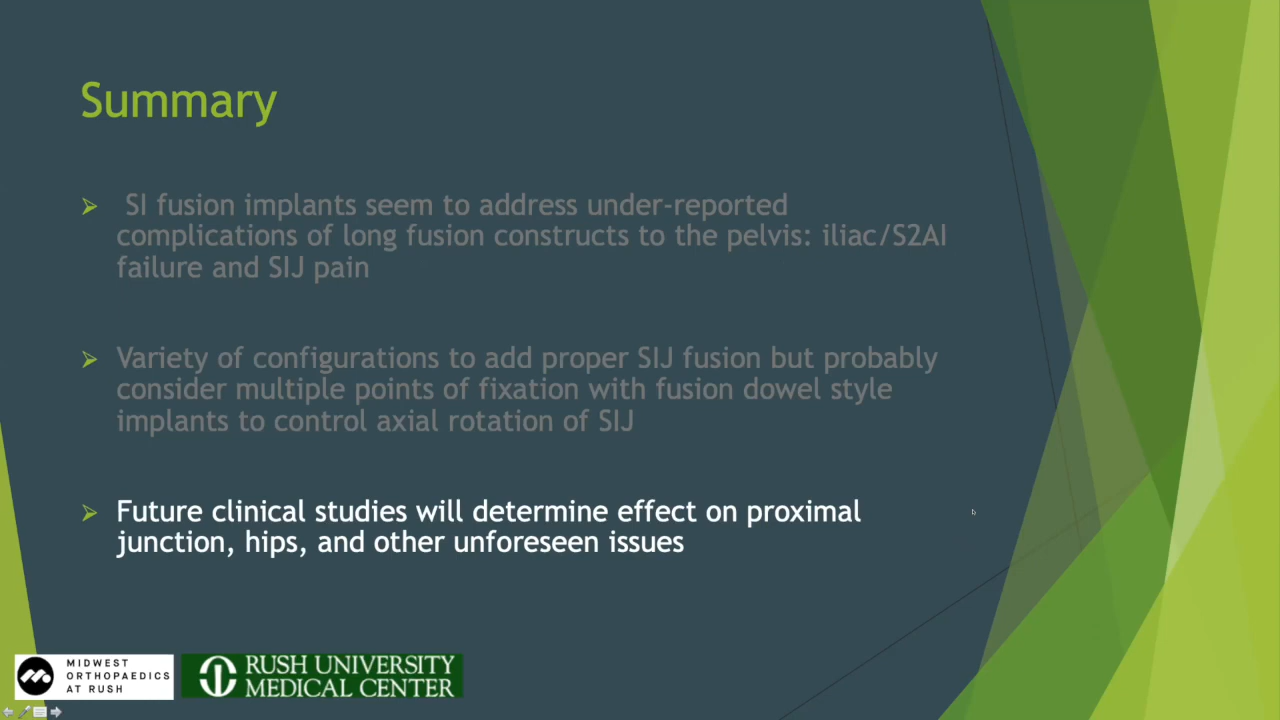 Summary
SI fusion implants seem to address under-reported
complications of long fusion constructs to the pelvis: iliac/S2AI
failure and SIJ pain
Variety of configurations to add proper SIJ fusion but probably
consider multiple points of fixation with fusion dowel style
implants to control axial rotation of SIJ
Future clinical studies will determine effect on proximal
junction, hips, and other unforeseen issues
MIDWEST
ORTHOPAEDICS
AT RUSH
RUSH UNIVERSITY
MEDICAL CENTER